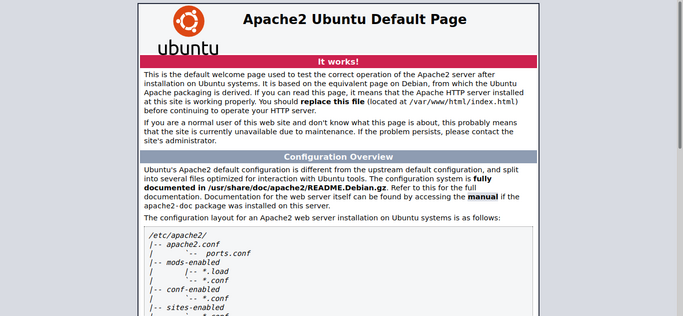 Apache2 Ubuntu Default Page
ubuntu
It works!
This is the default welcome page used to test the correct operation of the Apache2 server after
installation on Ubuntu systems. It is based on the equivalent page on Debian, from which the Ubuntu
Apache packaging is derived. If you can read this page, it means that the Apache HTTP server installed
at this site is working properly. You should replace this file (located at /var/www/html/index.html)
before continuing to operate your HTTP server.
If you are a normal user of this web site and don't know what this page is about, this probably means
that the site is currently unavailable due to maintenance. If the problem persists, please contact the
site's administrator.
Configuration Overview
Ubuntu's Apache2 default configuration is different from the upstream default configuration, and split
into several files optimized for interaction with Ubuntu tools. The configuration system is fully
documented in /usr/share/doc/apache2/README.Debian.gz. Refer to this for the full
documentation. Documentation for the web server itself can be found by accessing the manual if the
apache2-doc package was installed on this server.
The configuration layout for an Apache2 web server installation on Ubuntu systems is as follows:
/etc/apache2/
|-- apache2.conf
|       `--  ports.conf
|-- mods-enabled
|       |-- *.load
|       `-- *.conf
|-- conf-enabled
|       `-- *.conf
|-- sites-enabled